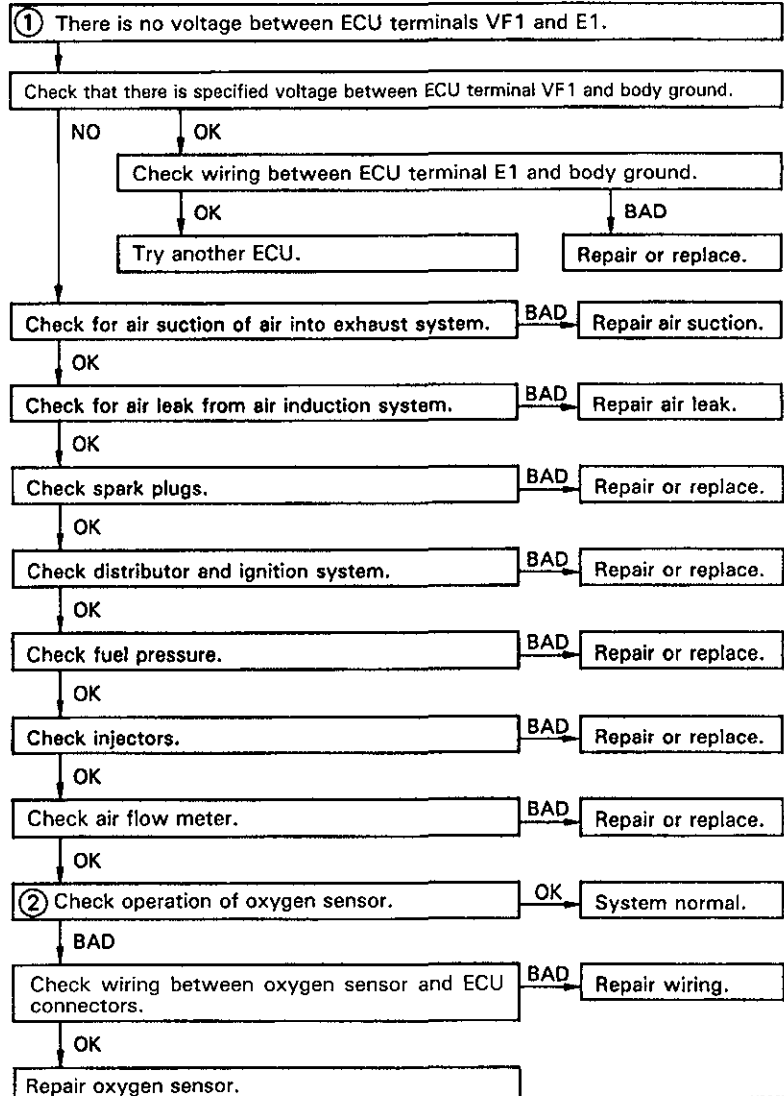 ① There is no voltage between ECU terminals VF1 and E1.
Check that there is specified voltage between ECU terminal VF1 and body ground.
NO
OK
Check wiring between ECU terminal E1 and body ground.
OK
BAD
Try another ECU.
Repair or replace.
Check for air suction of air into exhaust system.
BAD
Repair air suction.
OK
Check for air leak from air induction system.
BAD
Repair air leak.
OK
Check spark plugs.
BAD
Repair or replace.
OK
Check distributor and ignition system.
BAD
Repair or replace.
OK
Check fuel pressure.
BAD
Repair or replace.
OK
Check injectors.
BAD
Repair or replace.
OK
Check air flow meter.
BAD
Repair or replace.
OK
② Check operation of oxygen sensor.
OK
System normal.
BAD
Check wiring between oxygen sensor and ECU
connectors.
BAD
Repair wiring.
OK
Repair oxygen sensor.